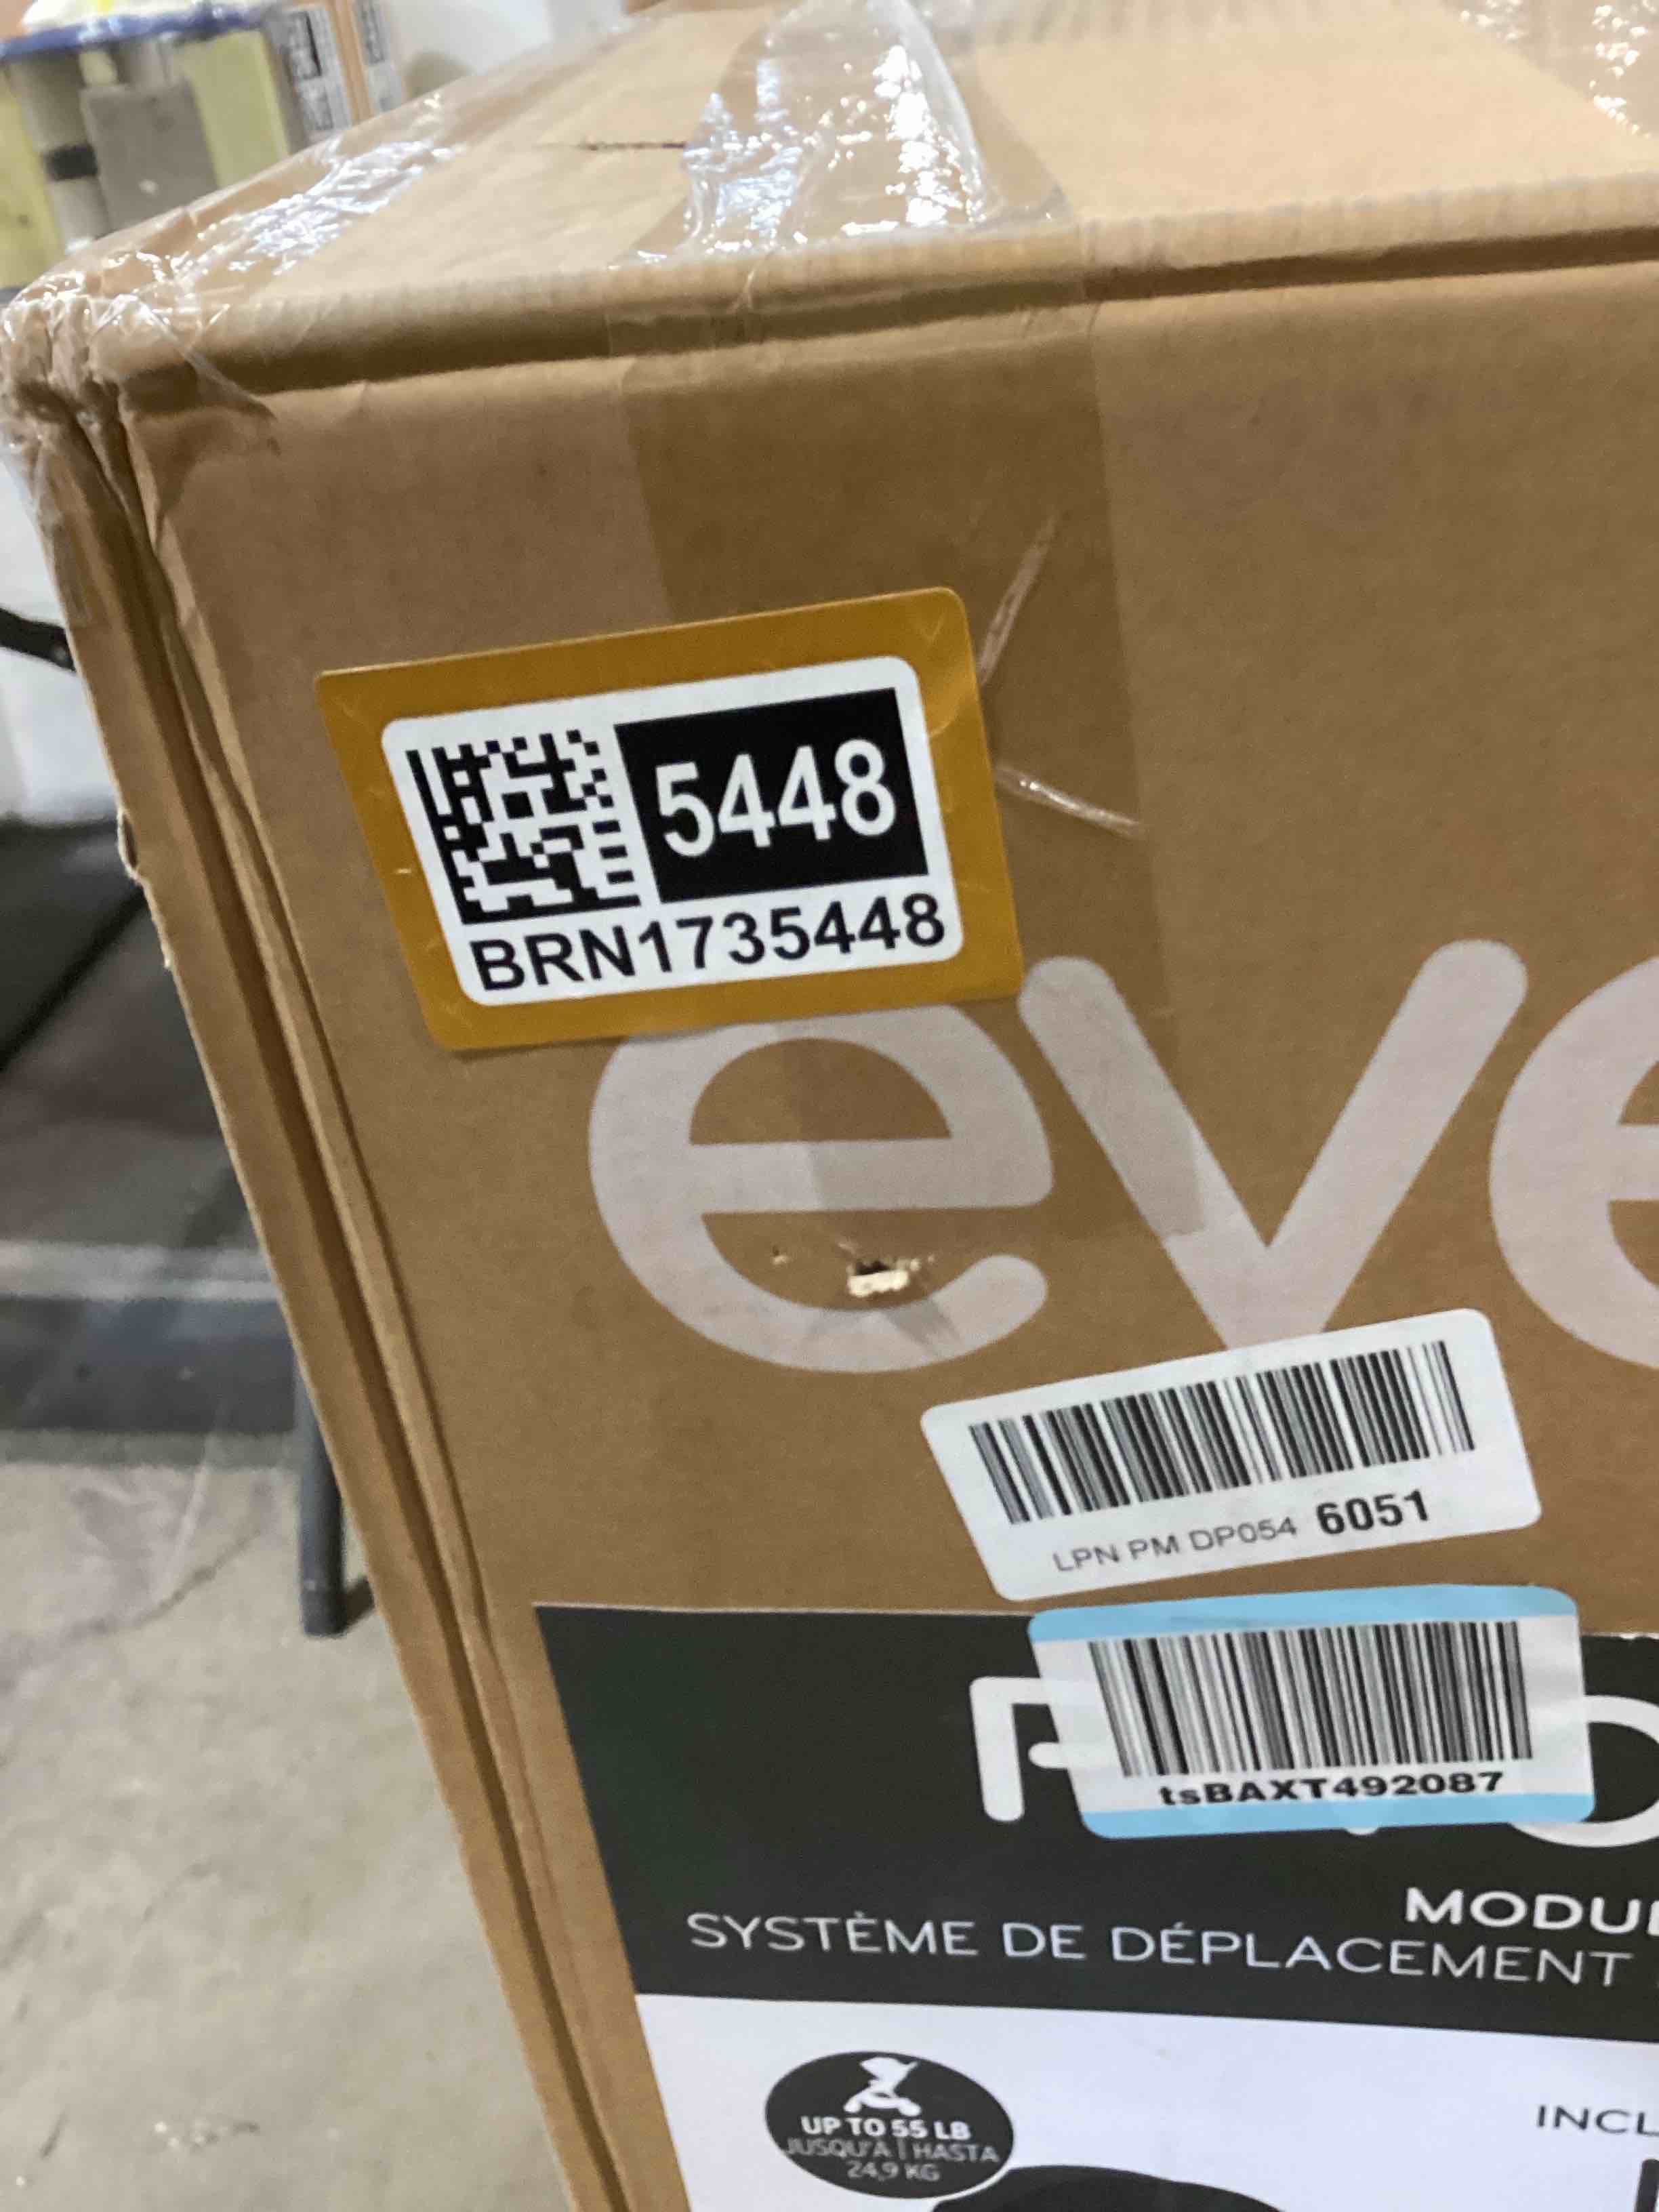 5448
BRN1735448
eve
LPN PM DP054 6051
tsBAXT492087
MODU
SYSTÈME DE DÉPLACEMENT
UP TO 55 LB
JUSQU'À | HASTA
24,9 KG
INCL